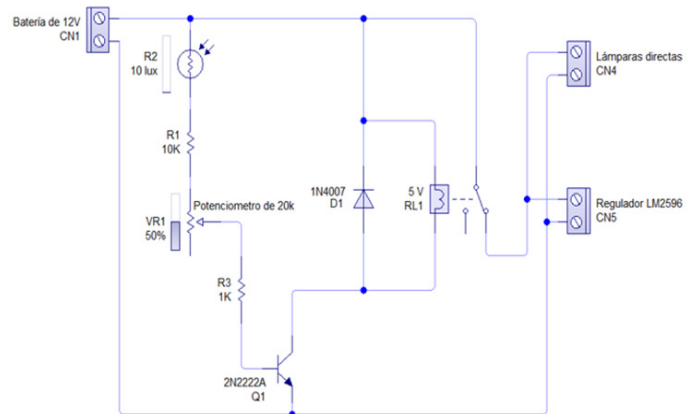 Batería de 12V
CN1
R2
10 lux
R1
10K
Potenciometro de 20k
VR1
50%
R3
1K
2N2222A
Q1
1N4007
D1
5 V
RL1
Lámparas directas
CN4
Regulador LM2596
CN5